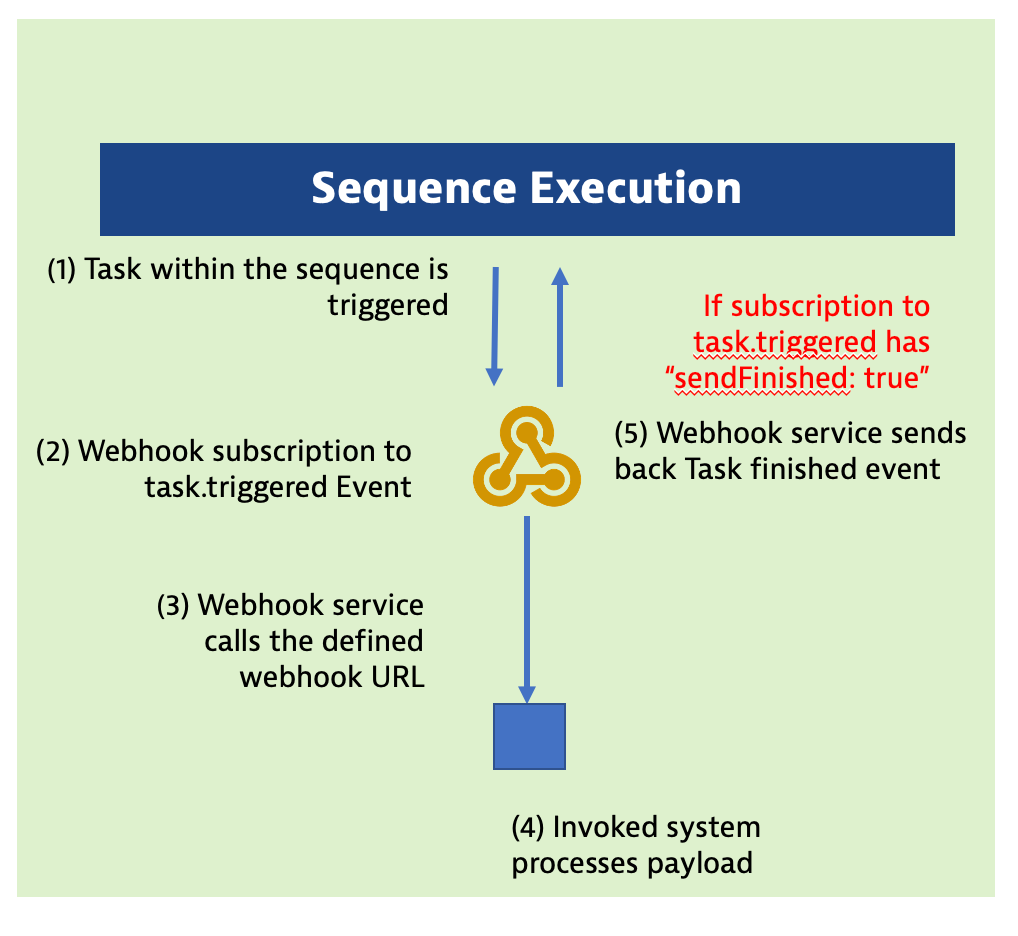 Sequence Execution
(1) Task within the sequence is
triggered
If subscription to
task.triggered has
“sendFinished: true”
(2) Webhook subscription to
task.triggered Event
(5) Webhook service sends
back Task finished event
(3) Webhook service
calls the defined
webhook URL
(4) Invoked system
processes payload